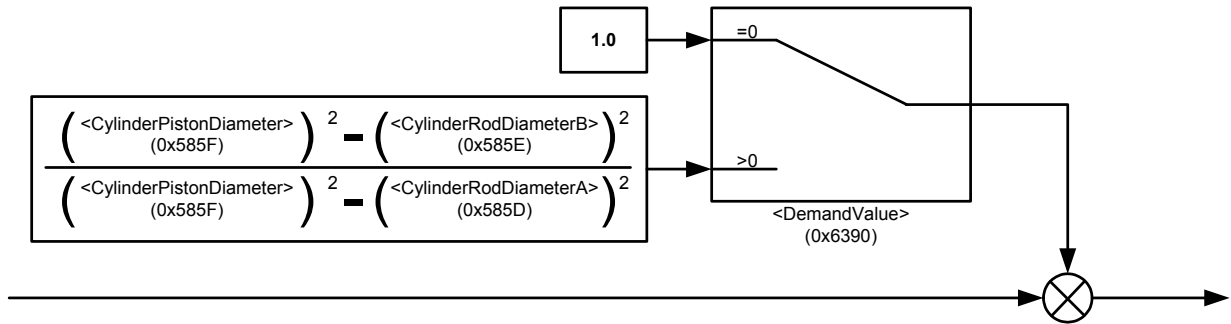 1.0
=0
( <CylinderPistonDiameter> ) 2 − ( <CylinderRodDiameterB> ) 2
(0x585F) (0x585E)
( <CylinderPistonDiameter> ) 2 − ( <CylinderRodDiameterA> ) 2
(0x585F) (0x585D)
>0
<DemandValue>
(0x6390)